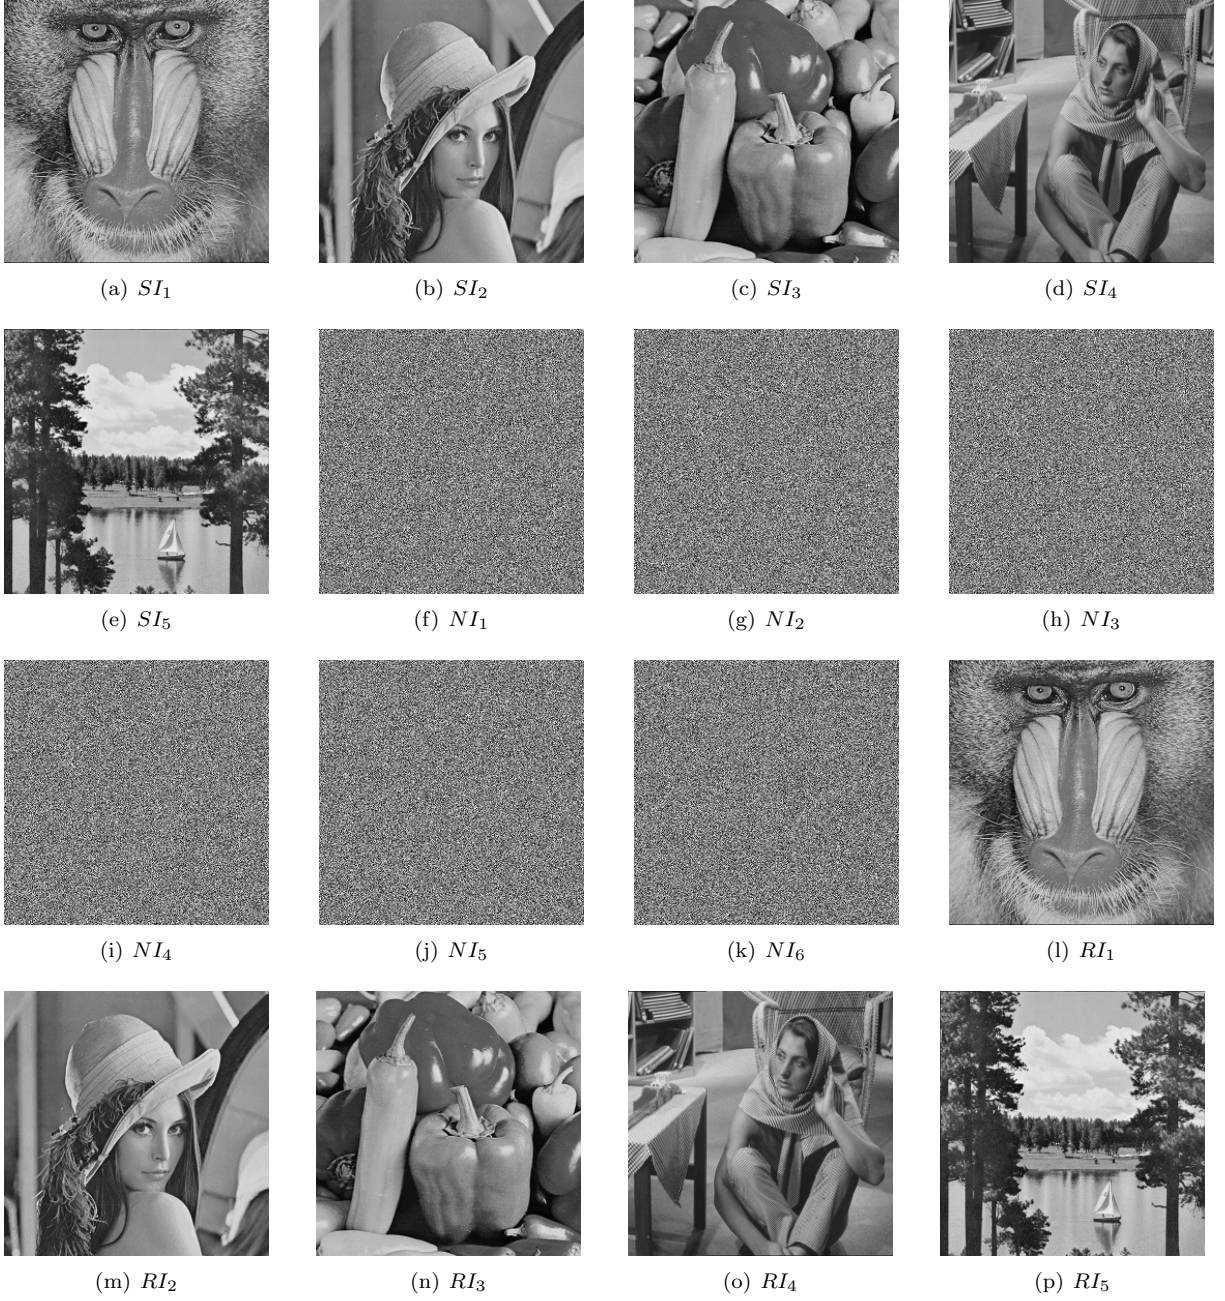 (a) SI₁
(b) SI₂
(c) SI₃
(d) SI₄
(e) SI₅
(f) NI₁
(g) NI₂
(h) NI₃
(i) NI₄
(j) NI₅
(k) NI₆
(l) RI₁
(m) RI₂
(n) RI₃
(o) RI₄
(p) RI₅